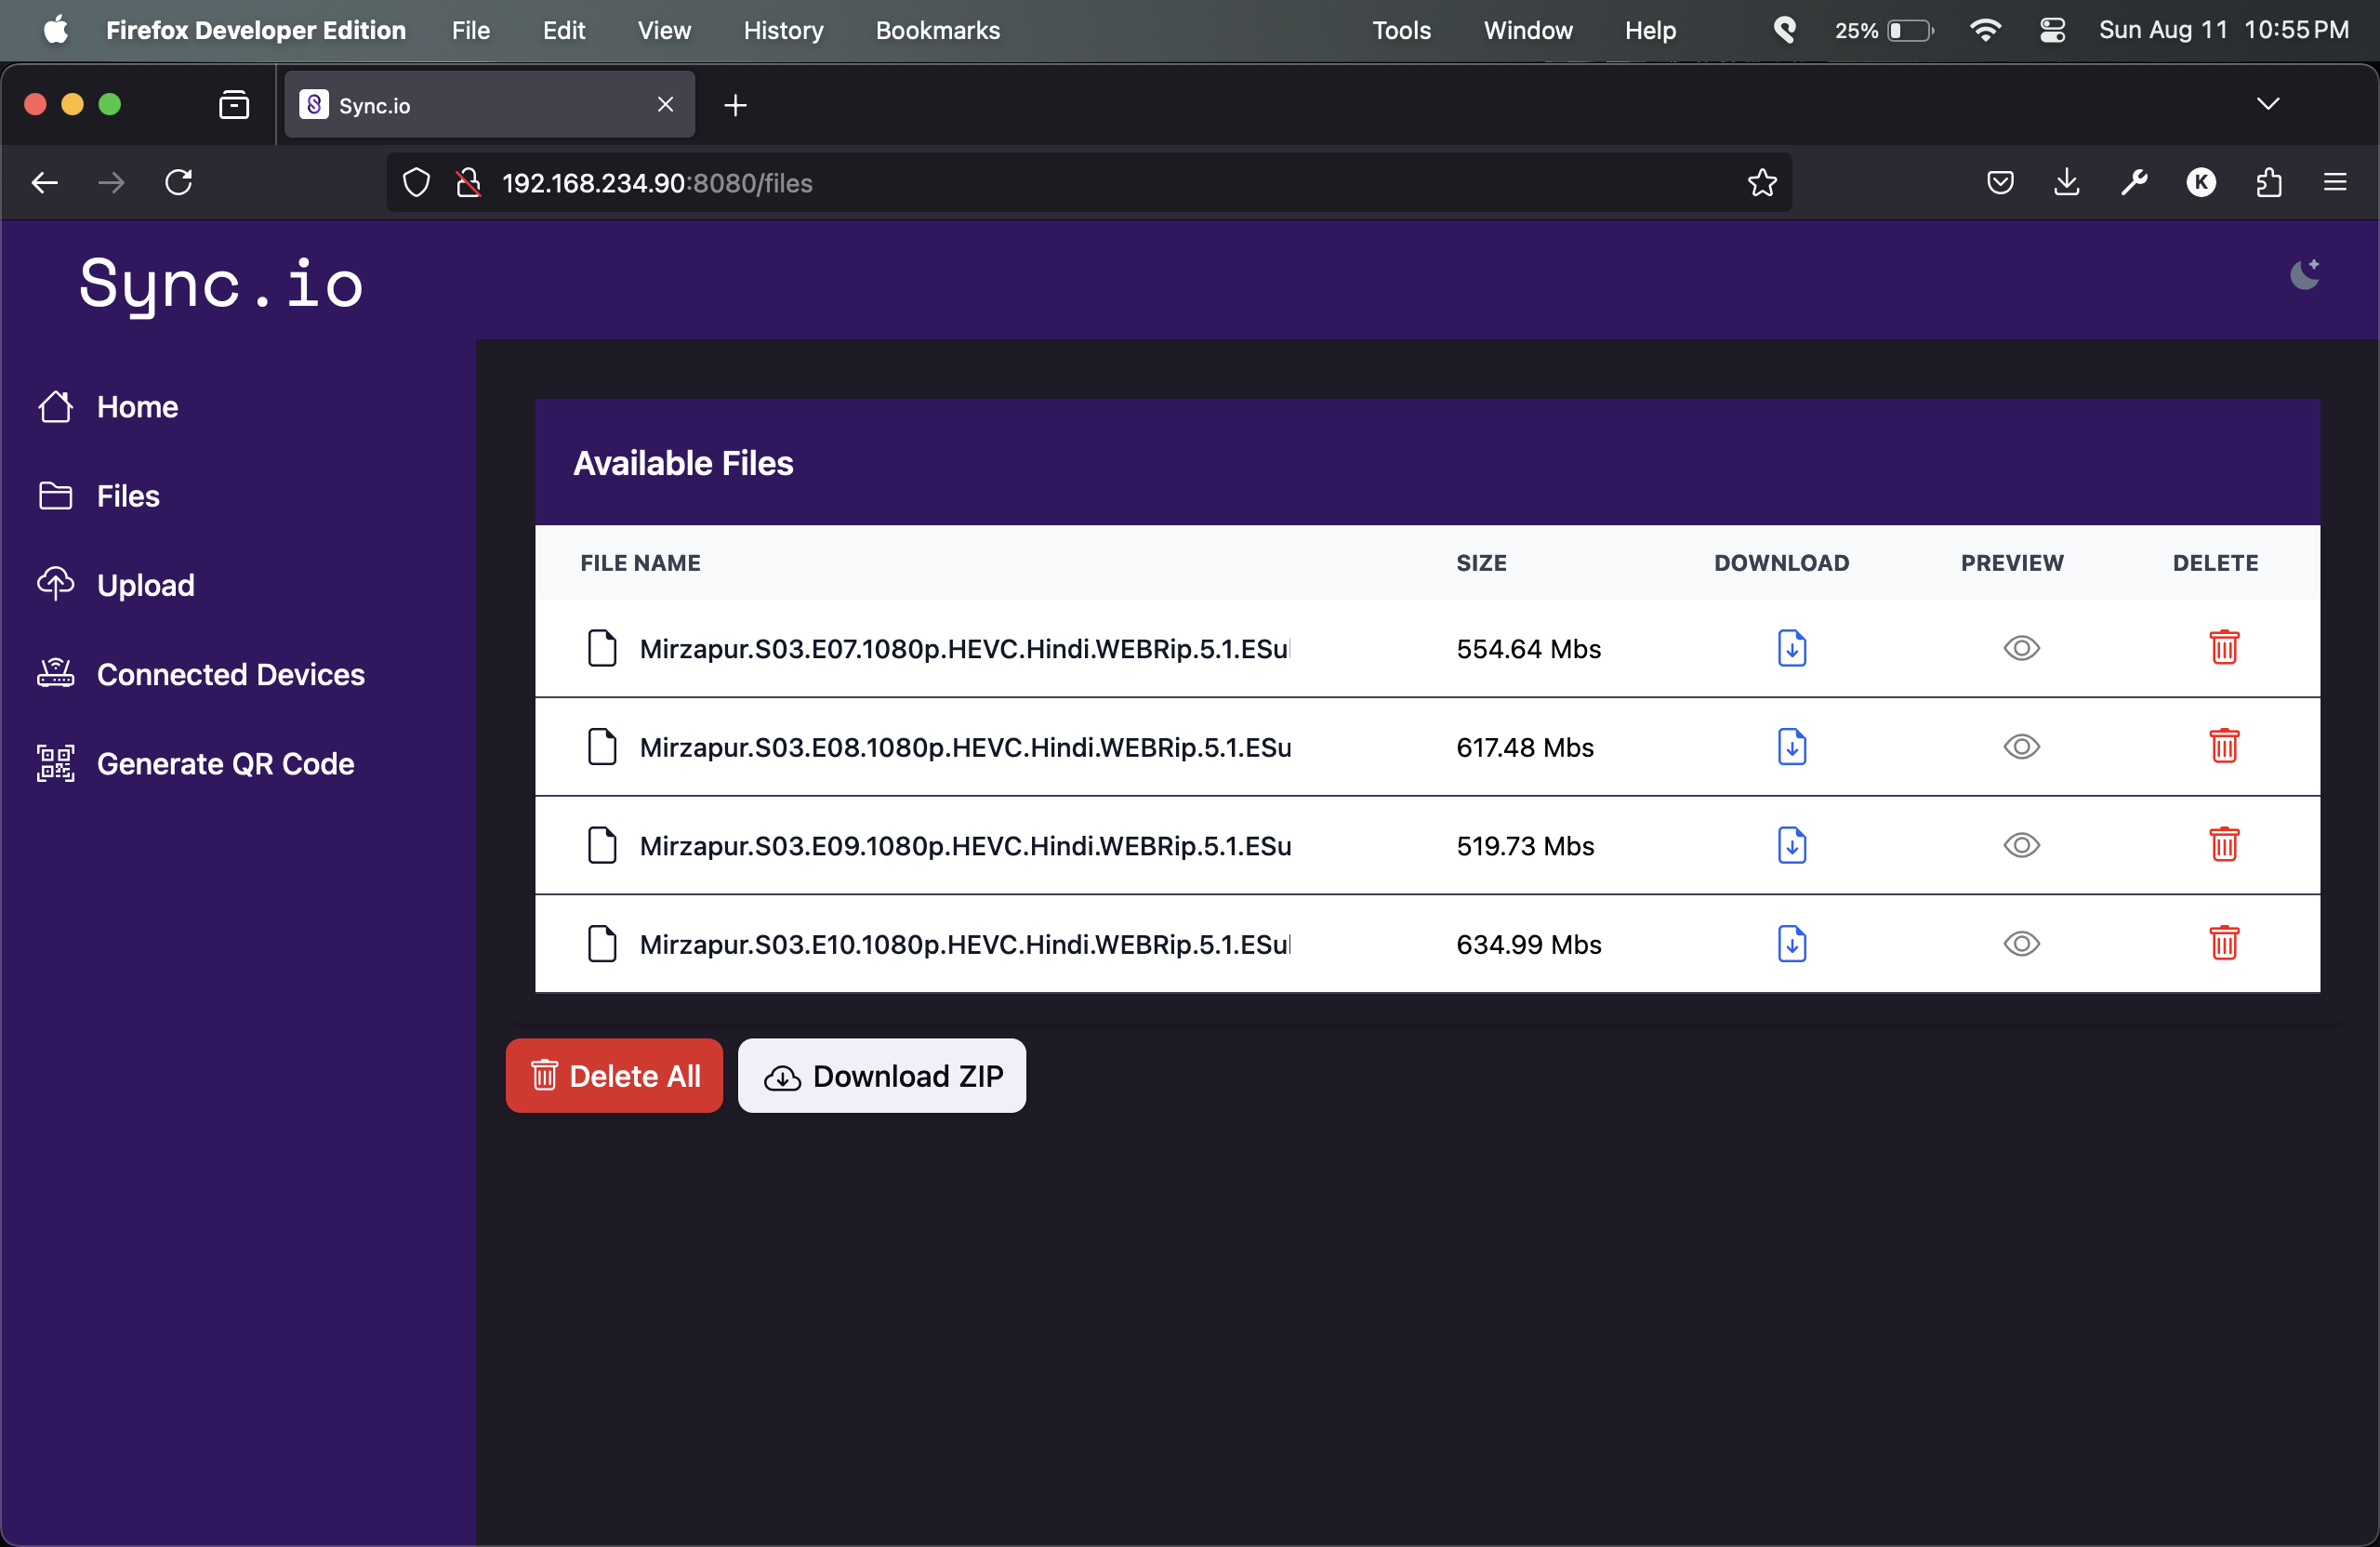 Firefox Developer Edition File Edit View History Bookmarks Tools Window Help 25% Sun Aug 11 10:55 PM
Sync.io
192.168.234.90:8080/files
K
Sync.io
Home
Files
Upload
Connected Devices
Generate QR Code
Available Files
FILE NAME SIZE DOWNLOAD PREVIEW DELETE
Mirzapur.S03.E07.1080p.HEVC.Hindi.WEBRip.5.1.ESu 554.64 Mbs
Mirzapur.S03.E08.1080p.HEVC.Hindi.WEBRip.5.1.ESu 617.48 Mbs
Mirzapur.S03.E09.1080p.HEVC.Hindi.WEBRip.5.1.ESu 519.73 Mbs
Mirzapur.S03.E10.1080p.HEVC.Hindi.WEBRip.5.1.ESu 634.99 Mbs
Delete All Download ZIP